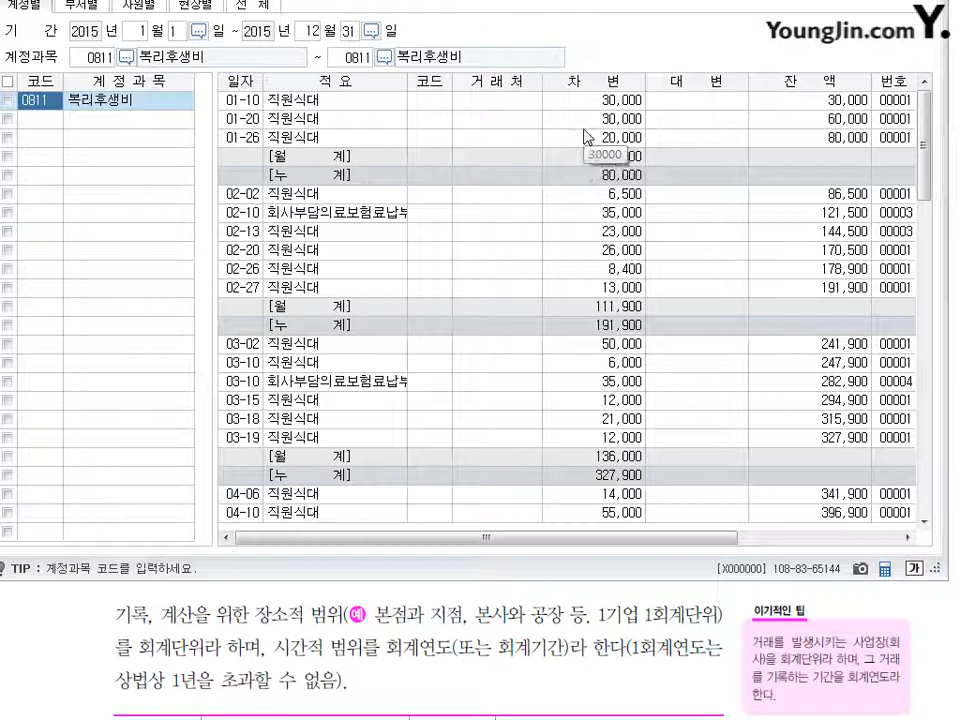 계정별 부서별 사원별 현장별 전 체
기 간 2015 년 1 월 1 일 ~ 2015 년 12 월 31 일
YoungJin.com Y.
계정과목 0811 복리후생비 ~ 0811 복리후생비
코드 계 정 과 목 일자 적 요 코드 거 래 처 차 변 대 변 잔 액 번호
0811 복리후생비 01-10 직원식대 30,000 30,000 00001
01-20 직원식대 30,000 60,000 00001
01-26 직원식대 20,000 80,000 00001
[월 계] 00
30000
[누 계] 80,000
02-02 직원식대 6,500 86,500 00001
02-10 회사부담의료보험료납부 35,000 121,500 00003
02-13 직원식대 23,000 144,500 00003
02-20 직원식대 26,000 170,500 00001
02-26 직원식대 8,400 178,900 00001
02-27 직원식대 13,000 191,900 00001
[월 계] 111,900
[누 계] 191,900
03-02 직원식대 50,000 241,900 00001
03-10 직원식대 6,000 247,900 00001
03-10 회사부담의료보험료납부 35,000 282,900 00004
03-15 직원식대 12,000 294,900 00001
03-18 직원식대 21,000 315,900 00001
03-19 직원식대 12,000 327,900 00001
[월 계] 136,000
[누 계] 327,900
04-06 직원식대 14,000 341,900 00001
04-10 직원식대 55,000 396,900 00001
TIP : 계정과목 코드를 입력하세요. [X000000] 108-83-65144 가
기록, 계산을 위한 장소적 범위(예 본점과 지점, 본사와 공장 등. 1기업 1회계단위)
를 회계단위라 하며, 시간적 범위를 회계연도(또는 회계기간)라 한다(1회계연도는
상법상 1년을 초과할 수 없음).
이기적인 팁
거래를 발생시키는 사업장(회
사)을 회계단위라 하며, 그 거래
를 기록하는 기간을 회계연도라
한다.